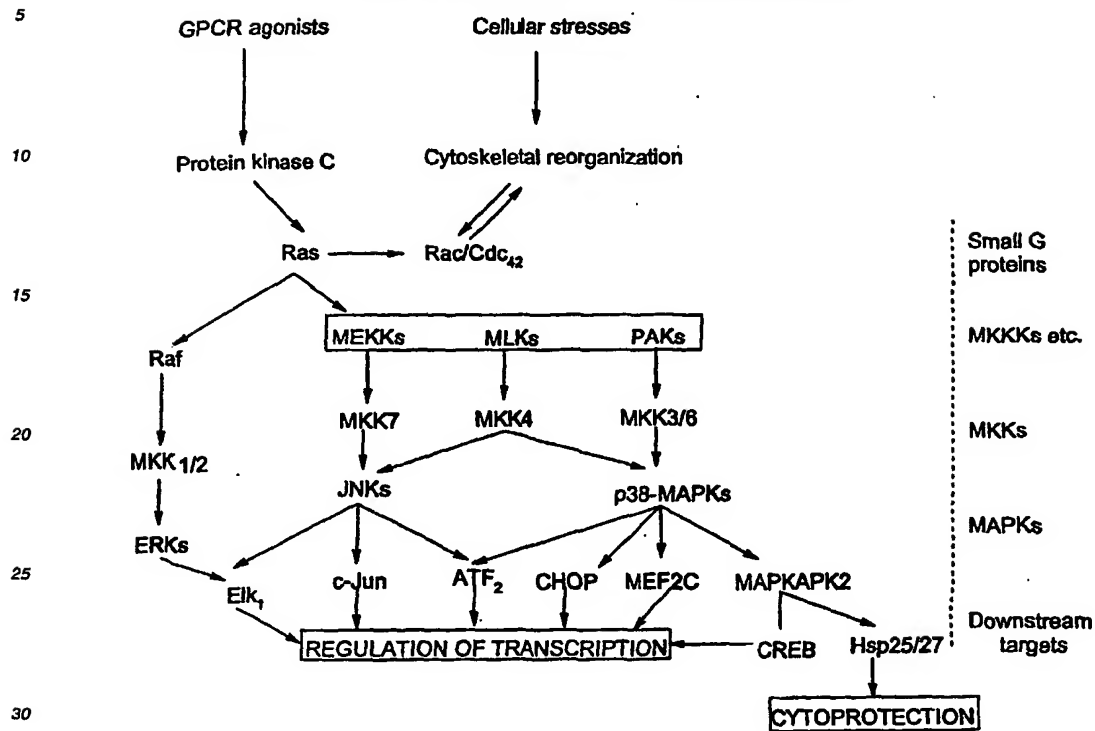 5
GPCR agonists Cellular stresses
10
Protein kinase C Cytoskeletal reorganization
Ras Rac/Cdc42
Small G
proteins
15
MEKKs MLKs PAKs
MKKKs etc.
Raf
MKK7 MKK4 MKK3/6
20
MKKs
MKK1/2
JNKs p38-MAPKs
MAPKs
ERKs
25
Elk1 c-Jun ATF2 CHOP MEF2C MAPKAPK2
Downstream
targets
REGULATION OF TRANSCRIPTION CREB Hsp25/27
30
CYTOPROTECTION